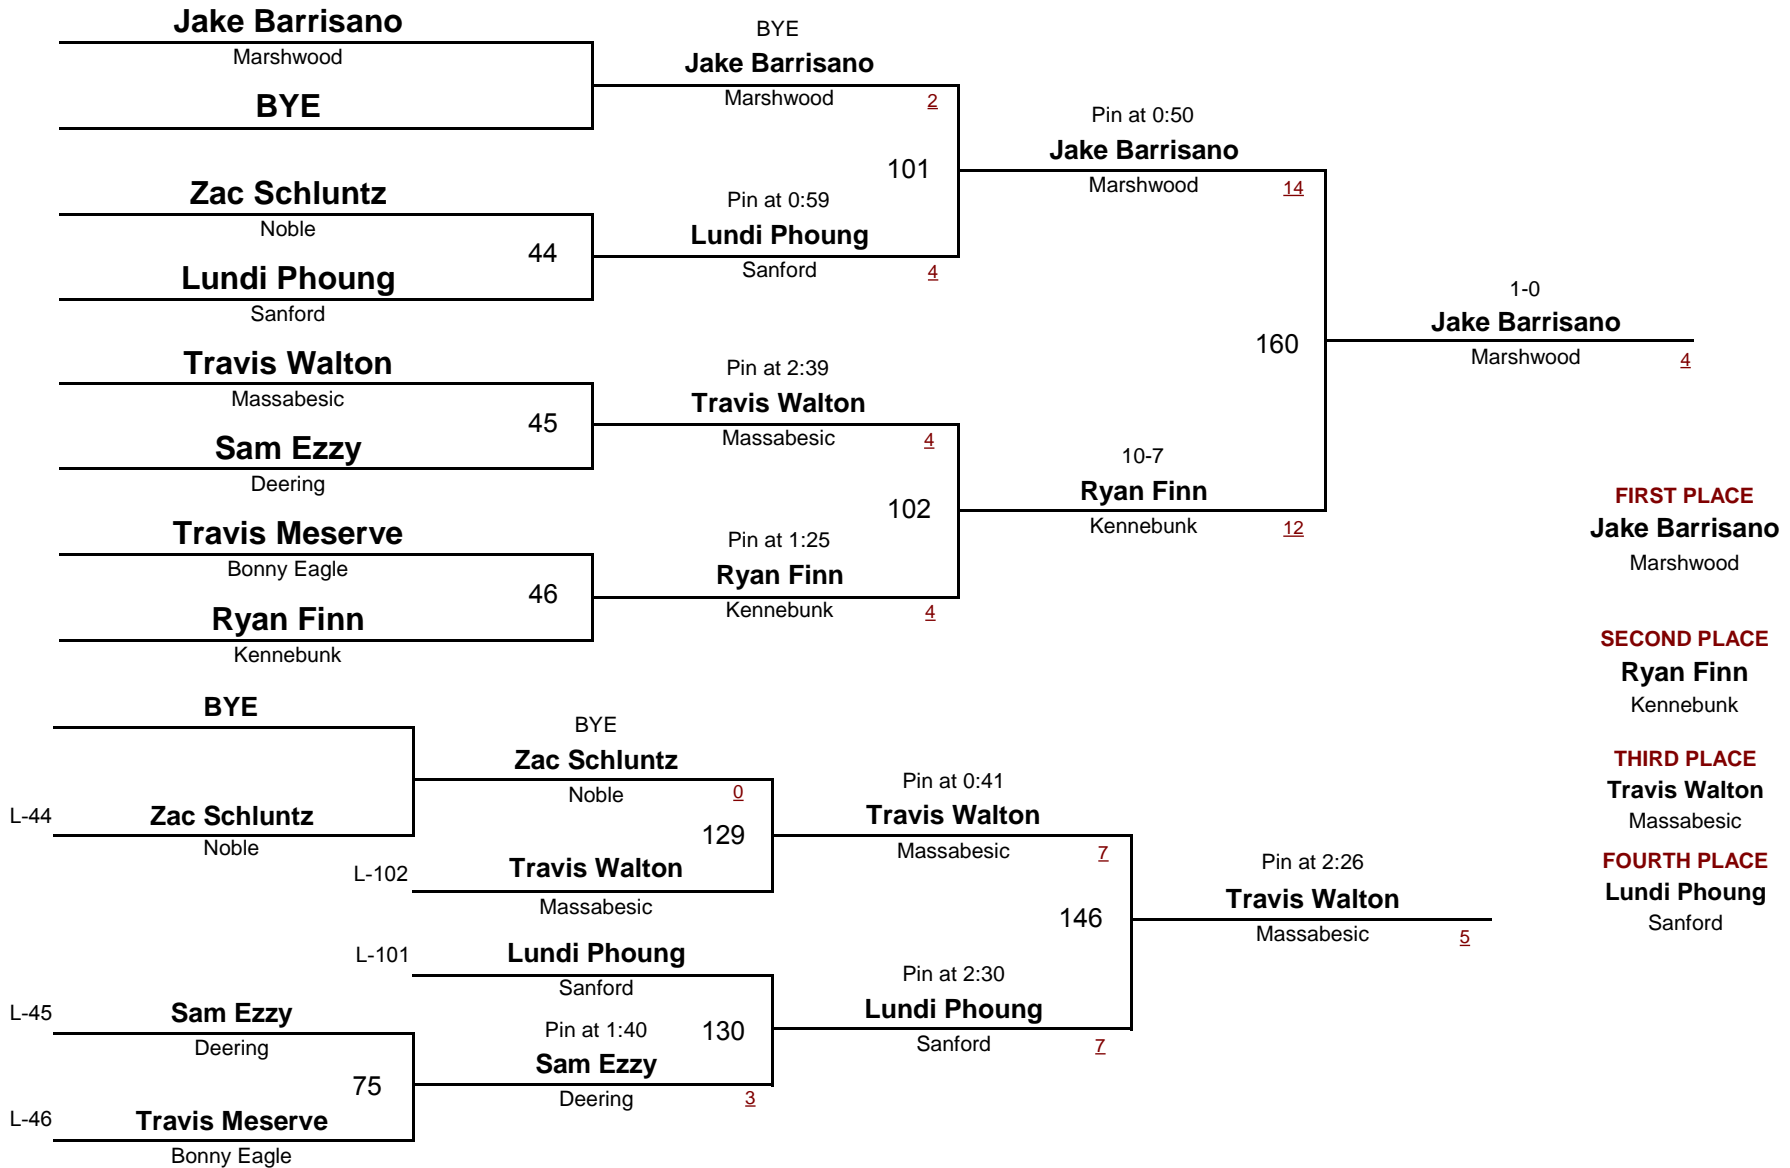 Jake Barrisano
Marshwood
BYE
Zac Schluntz
Noble
44
Lundi Phoung
Sanford
Travis Walton
Massabesic
45
Sam Ezzy
Deering
Travis Meserve
Bonny Eagle
46
Ryan Finn
Kennebunk
BYE
Jake Barrisano
Marshwood
2
101
Pin at 0:59
Lundi Phoung
Sanford
4
Pin at 2:39
Travis Walton
Massabesic
4
102
Pin at 1:25
Ryan Finn
Kennebunk
4
Pin at 0:50
Jake Barrisano
Marshwood
14
160
10-7
Ryan Finn
Kennebunk
12
1-0
Jake Barrisano
Marshwood
4
FIRST PLACE
Jake Barrisano
Marshwood
SECOND PLACE
Ryan Finn
Kennebunk
THIRD PLACE
Travis Walton
Massabesic
FOURTH PLACE
Lundi Phoung
Sanford
BYE
L-44
Zac Schluntz
Noble
L-45
Sam Ezzy
Deering
75
L-46
Travis Meserve
Bonny Eagle
BYE
Zac Schluntz
Noble
0
129
L-102
Travis Walton
Massabesic
L-101
Lundi Phoung
Sanford
130
Pin at 1:40
Sam Ezzy
Deering
3
Pin at 0:41
Travis Walton
Massabesic
7
146
Pin at 2:30
Lundi Phoung
Sanford
7
Pin at 2:26
Travis Walton
Massabesic
5